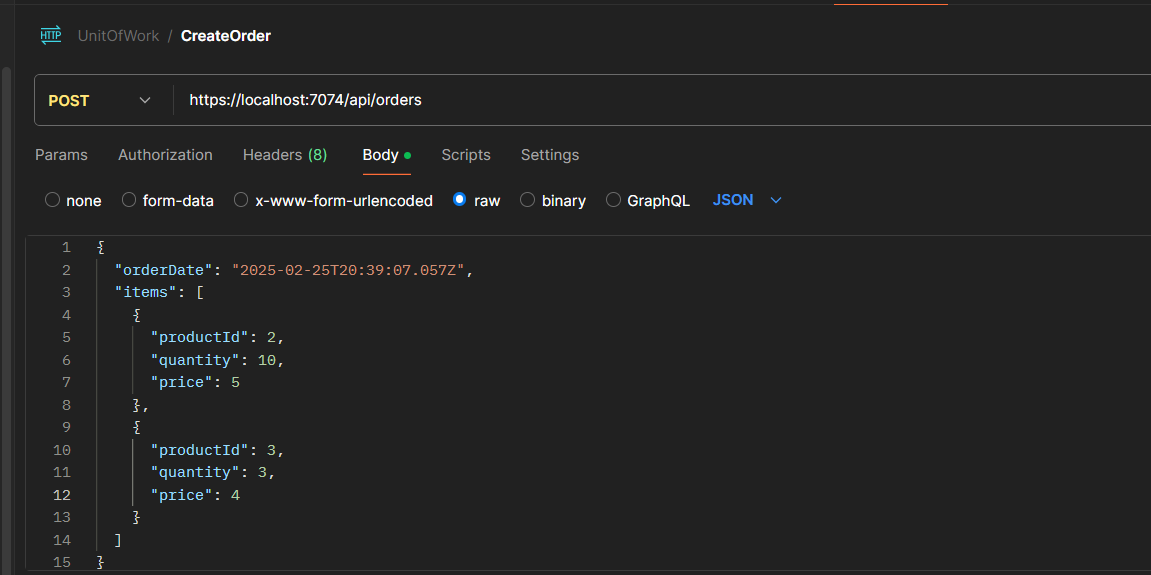 HTTP UnitOfWork / CreateOrder
POST https://localhost:7074/api/orders
Params Authorization Headers (8) Body Scripts Settings
none form-data x-www-form-urlencoded raw binary GraphQL JSON
1 {
2 "orderDate": "2025-02-25T20:39:07.057Z",
3 "items": [
4 {
5 "productId": 2,
6 "quantity": 10,
7 "price": 5
8 },
9 {
10 "productId": 3,
11 "quantity": 3,
12 "price": 4
13 }
14 ]
15 }